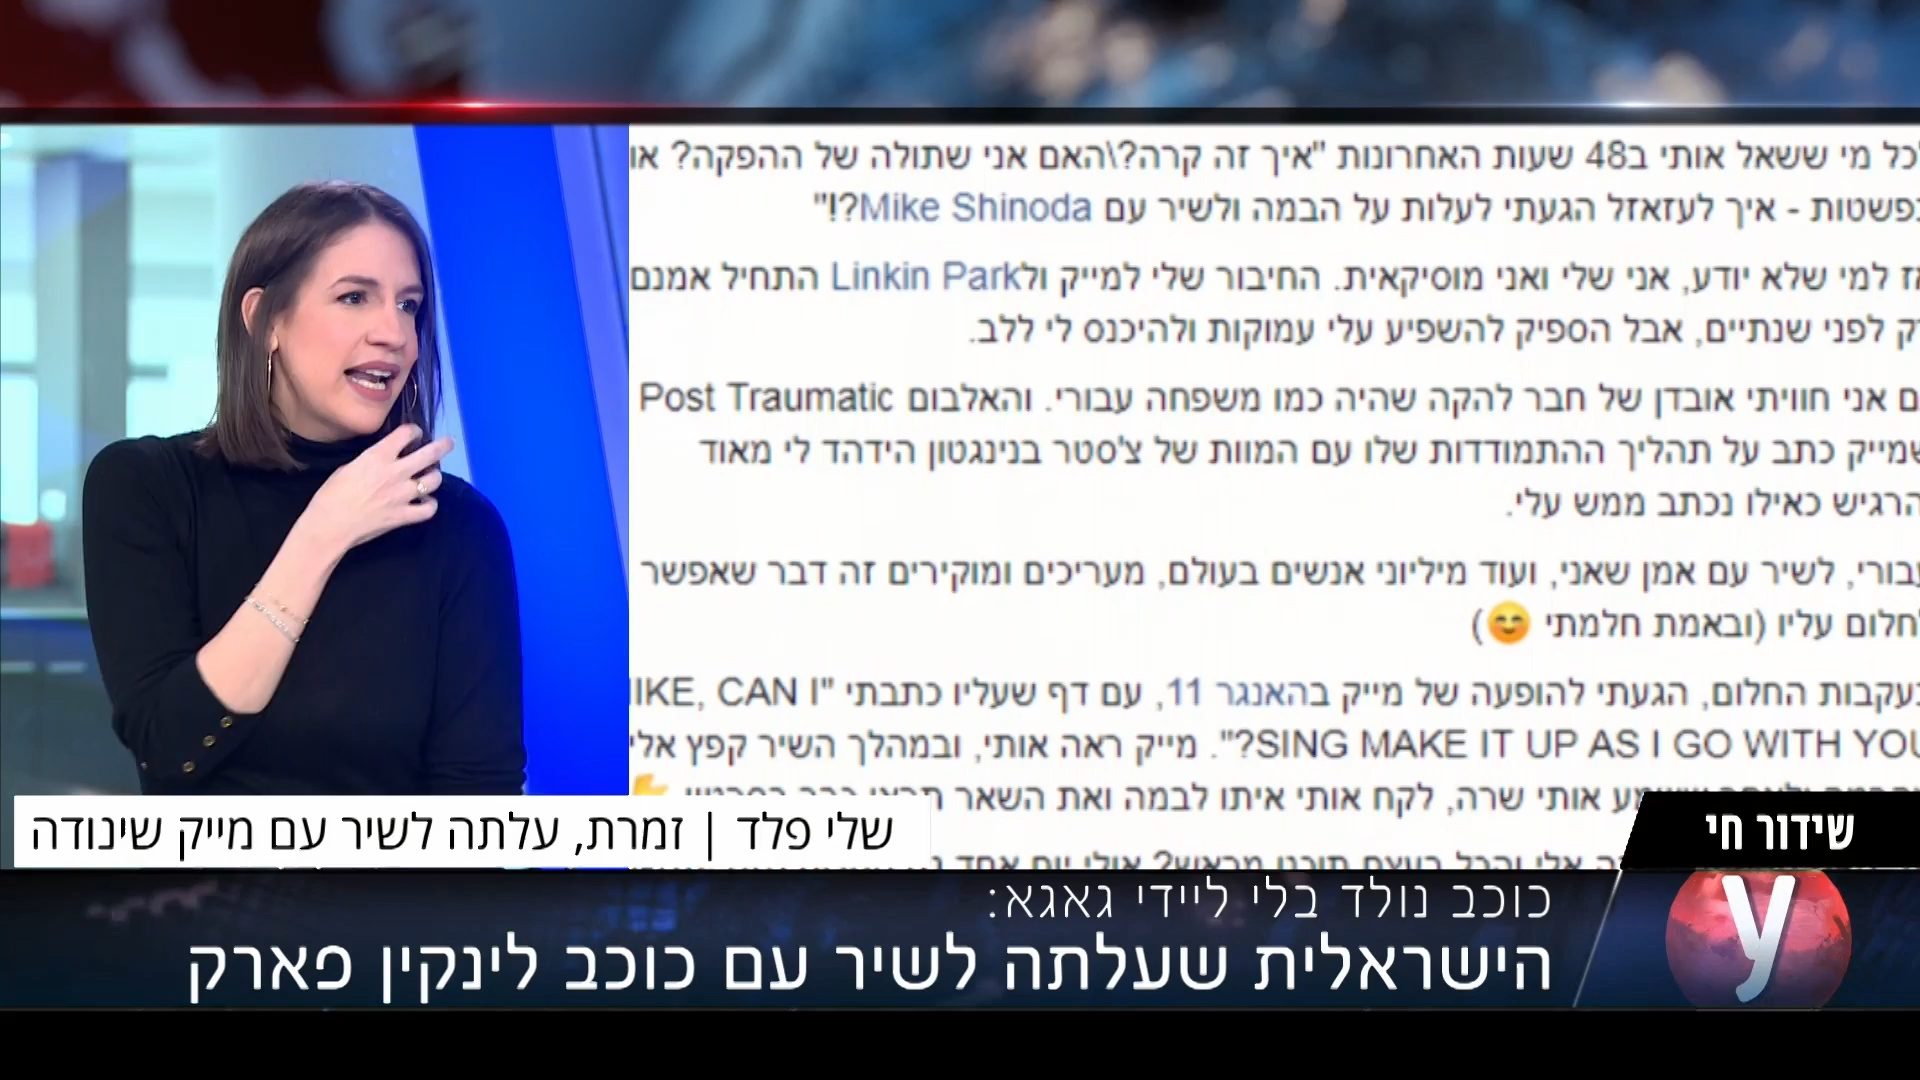 לכל מי ששאל אותי ב48 שעות האחרונות "איך זה קרה?\האם אני שתולה של ההפקה? או
בפשטות - איך לעזאזל הגעתי לעלות על הבמה ולשיר עם Mike Shinoda?!"
אז למי שלא יודע, אני שלי ואני מוסיקאית. החיבור שלי למייק ולLinkin Park התחיל אמנם
רק לפני שנתיים, אבל הספיק להשפיע עלי עמוקות ולהיכנס לי ללב.
גם אני חוויתי אובדן של חבר להקה שהיה כמו משפחה עבורי. והאלבום Post Traumatic
שמייק כתב על תהליך ההתמודדות שלו עם המוות של צ'סטר בנינגטון הידהד לי מאוד
הרגיש כאילו נכתב ממש עלי.
עבורי, לשיר עם אמן שאני, ועוד מיליוני אנשים בעולם, מעריכים ומוקירים זה דבר שאפשר
לחלום עליו (ובאמת חלמתי 😊)
בעקבות החלום, הגעתי להופעה של מייק בהאנגר 11, עם דף שעליו כתבתי "IKE, CAN I
SING MAKE IT UP AS I GO WITH YOU?". מייק ראה אותי, ובמהלך השיר קפץ אלי
אותי שרה, לקח אותי איתו לבמה ואת השאר
שלי פלד | זמרת, עלתה לשיר עם מייק שינודה
שידור חי
כוכב נולד בלי ליידי גאגא:
הישראלית שעלתה לשיר עם כוכב לינקין פארק
y